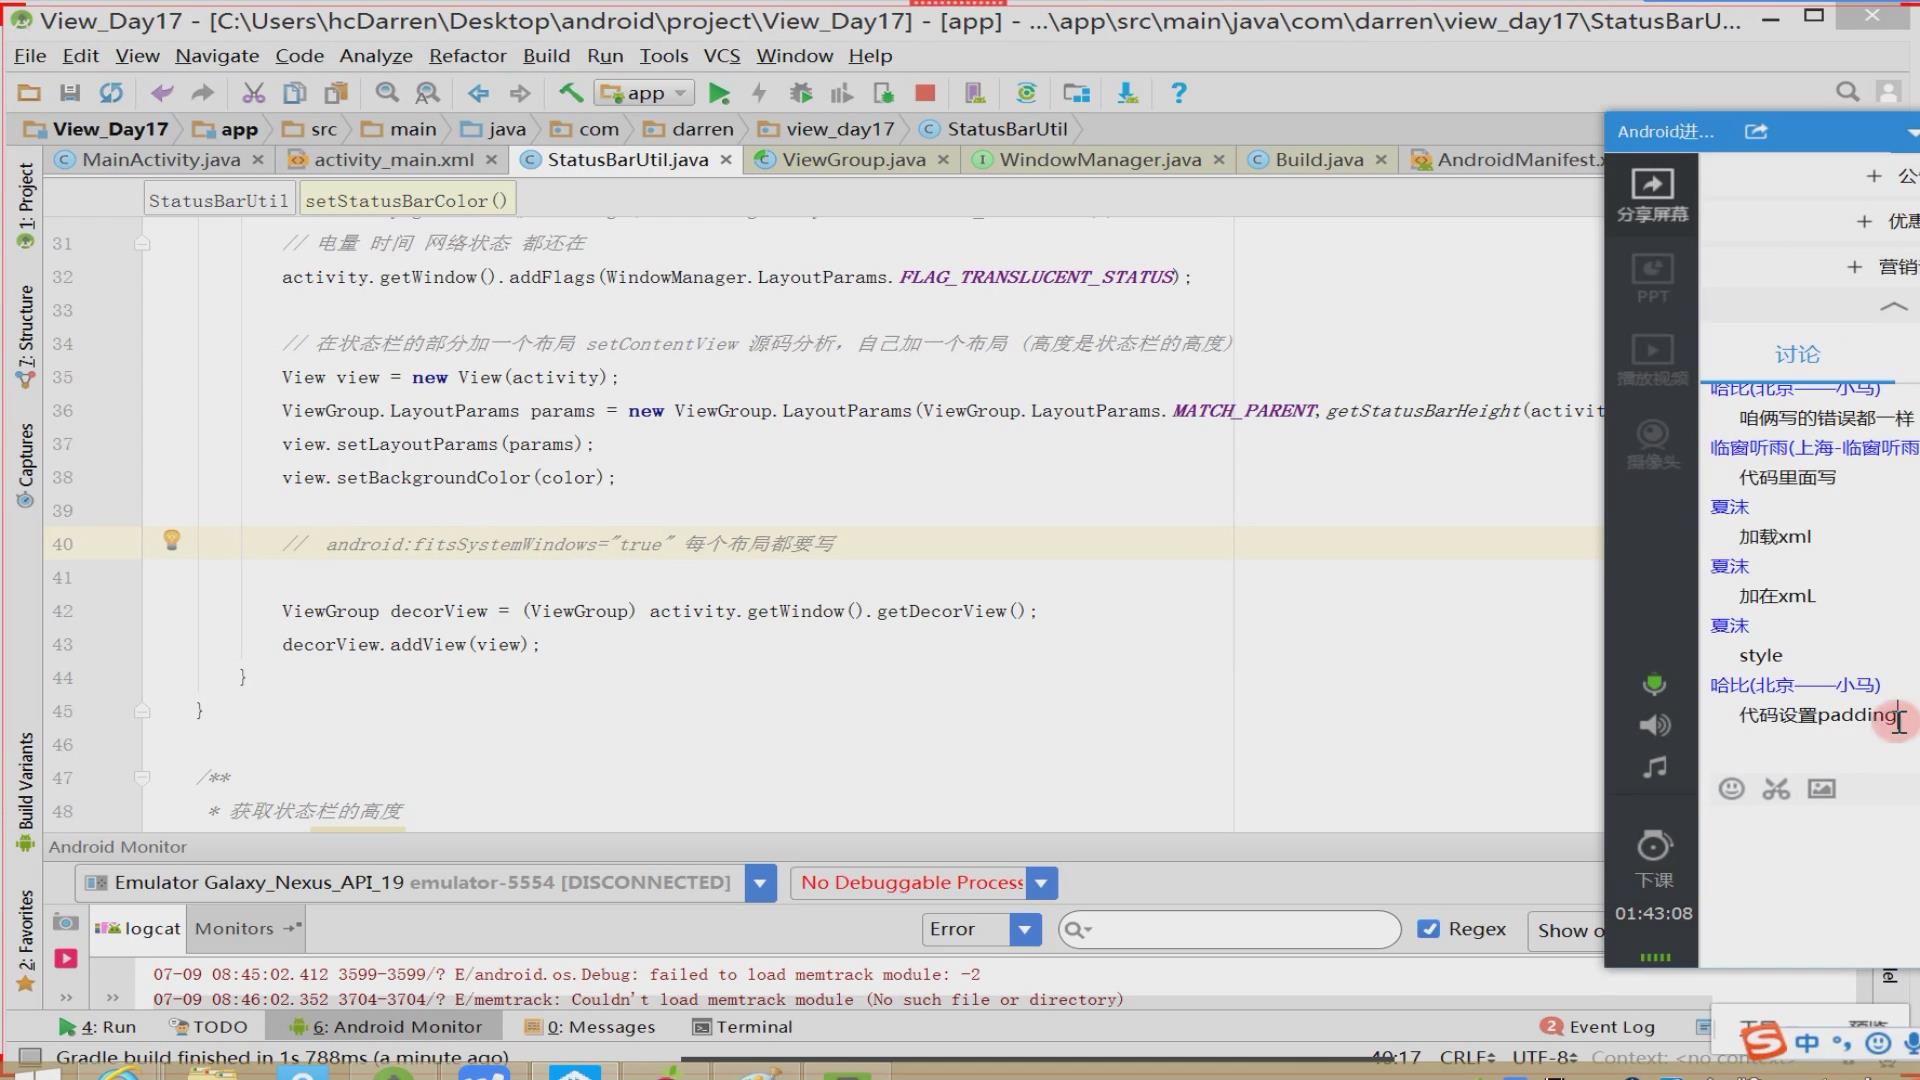 View_Day17 - [C:\Users\hcDarren\Desktop\android\project\View_Day17] - [app] - ...\app\src\main\java\com\darren\view_day17\StatusBarU...
File Edit View Navigate Code Analyze Refactor Build Run Tools VCS Window Help
app
View_Day17 app src main java com darren view_day17 StatusBarUtil
MainActivity.java activity_main.xml StatusBarUtil.java ViewGroup.java WindowManager.java Build.java AndroidManifest.x
StatusBarUtil setStatusBarColor()
31 // 电量 时间 网络状态 都还在
32 activity.getWindow().addFlags(WindowManager.LayoutParams.FLAG_TRANSLUCENT_STATUS);
33
34 // 在状态栏的部分加一个布局 setContentView 源码分析，自己加一个布局 (高度是状态栏的高度)
35 View view = new View(activity);
36 ViewGroup.LayoutParams params = new ViewGroup.LayoutParams(ViewGroup.LayoutParams.MATCH_PARENT,getStatusBarHeight(activit
37 view.setLayoutParams(params);
38 view.setBackgroundColor(color);
39
40 // android:fitsSystemWindows="true" 每个布局都要写
41
42 ViewGroup decorView = (ViewGroup) activity.getWindow().getDecorView();
43 decorView.addView(view);
44 }
45 }
46
47 /**
48 * 获取状态栏的高度
1: Project
7: Structure
Captures
Build Variants
2: Favorites
Android Monitor
Emulator Galaxy_Nexus_API_19 emulator-5554 [DISCONNECTED]
No Debuggable Process
logcat Monitors
Error
Regex
Show o
07-09 08:45:02.412 3599-3599/? E/android.os.Debug: failed to load memtrack module: -2
07-09 08:46:02.352 3704-3704/? E/memtrack: Couldn't load memtrack module (No such file or directory)
4: Run TODO 6: Android Monitor 0: Messages Terminal
2 Event Log
Gradle build finished in 1s 788ms (a minute ago)
40:17 CRLF UTF-8 Context: <no context>
Android进...
分享屏幕
PPT
播放视频
摄像头
下课
01:43:08
+ 公
+ 优惠
+ 营销
讨论
哈比(北京——小马)
咱俩写的错误都一样
临窗听雨(上海-临窗听雨
代码里面写
夏沫
加载xml
夏沫
加在xmL
夏沫
style
哈比(北京——小马)
代码设置padding
中